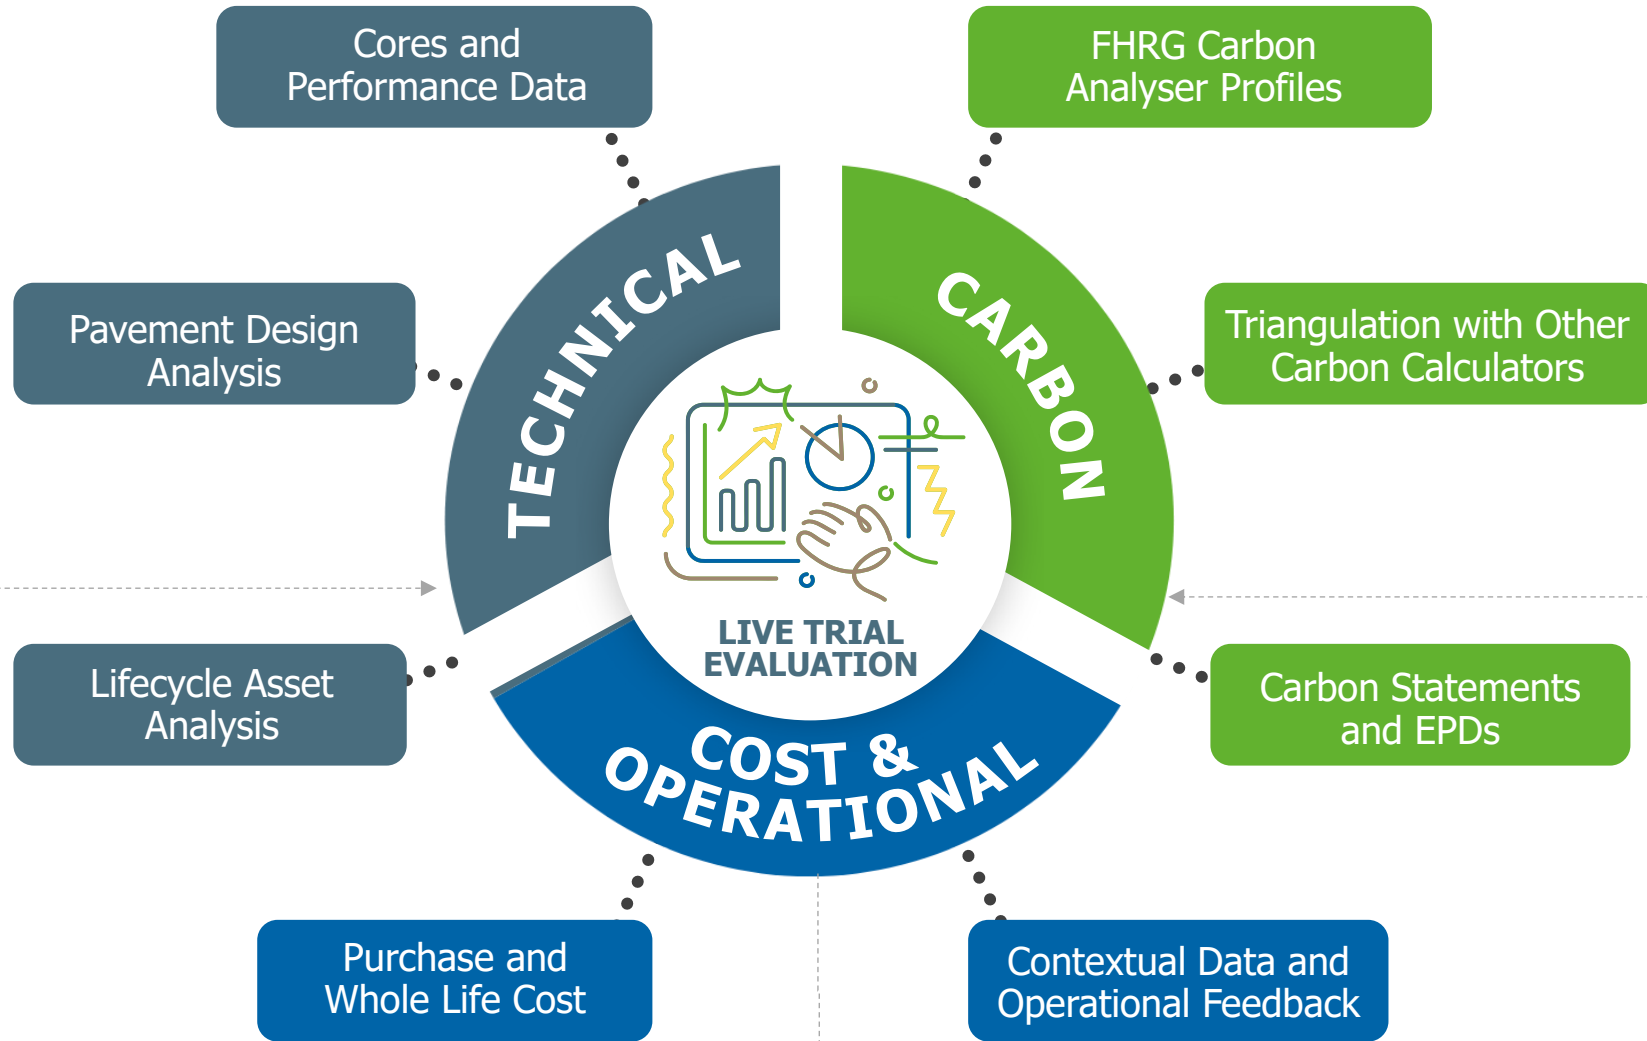 Cores and
Performance Data
FHRG Carbon
Analyser Profiles
Pavement Design
Analysis
Triangulation with Other
Carbon Calculators
TECHNICAL
CARBON
LIVE TRIAL
EVALUATION
Lifecycle Asset
Analysis
Carbon Statements
and EPDs
COST &
OPERATIONAL
Purchase and
Whole Life Cost
Contextual Data and
Operational Feedback